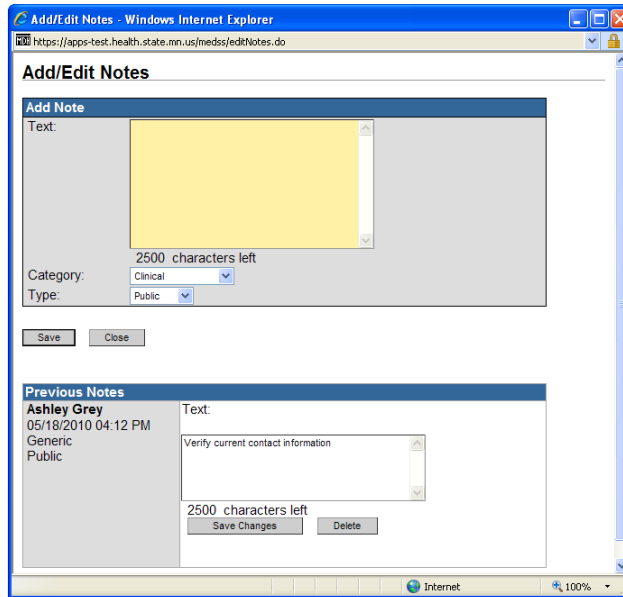 Add/Edit Notes - Windows Internet Explorer
https://apps-test.health.state.mn.us/medss/editNotes.do
Add/Edit Notes
Add Note
Text:
2500 characters left
Category: Clinical
Type: Public
Save Close
Previous Notes
Ashley Grey Text:
05/18/2010 04:12 PM
Generic Verify current contact information
Public
2500 characters left
Save Changes Delete
Internet 100%